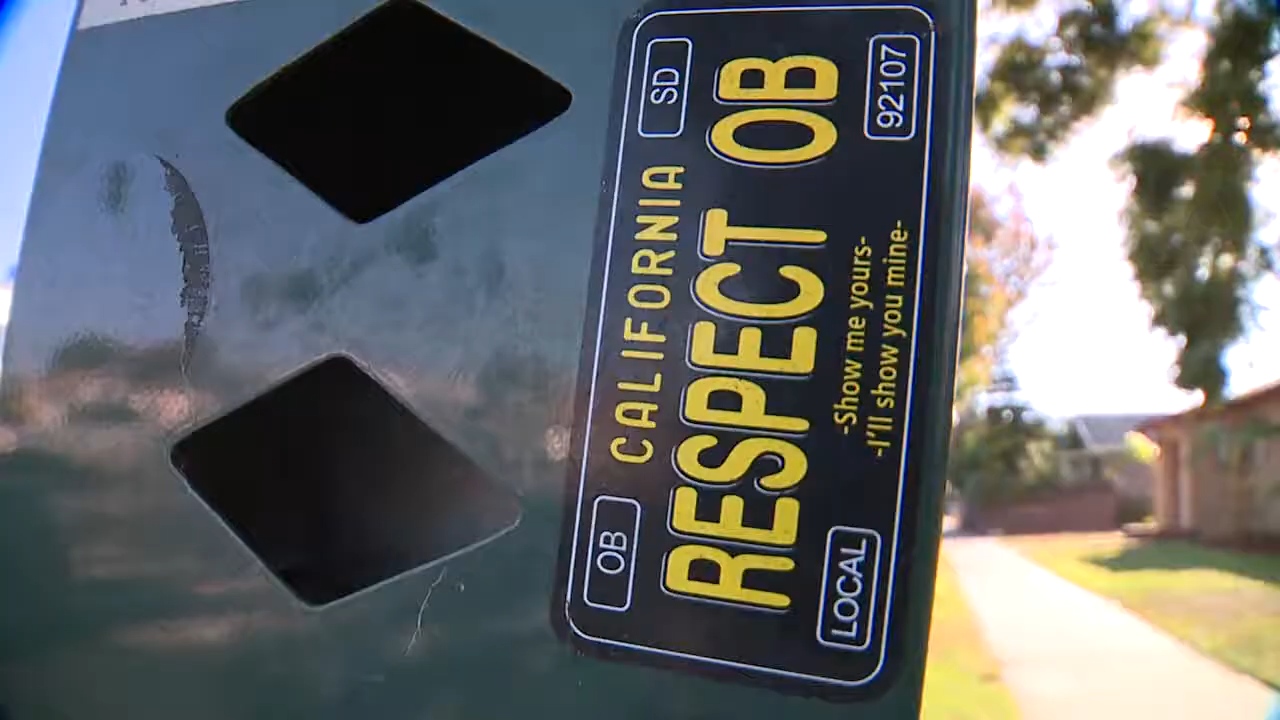 OB CALIFORNIA SD
RESPECT OB
-Show me yours-
-I'll show you mine-
LOCAL 92107